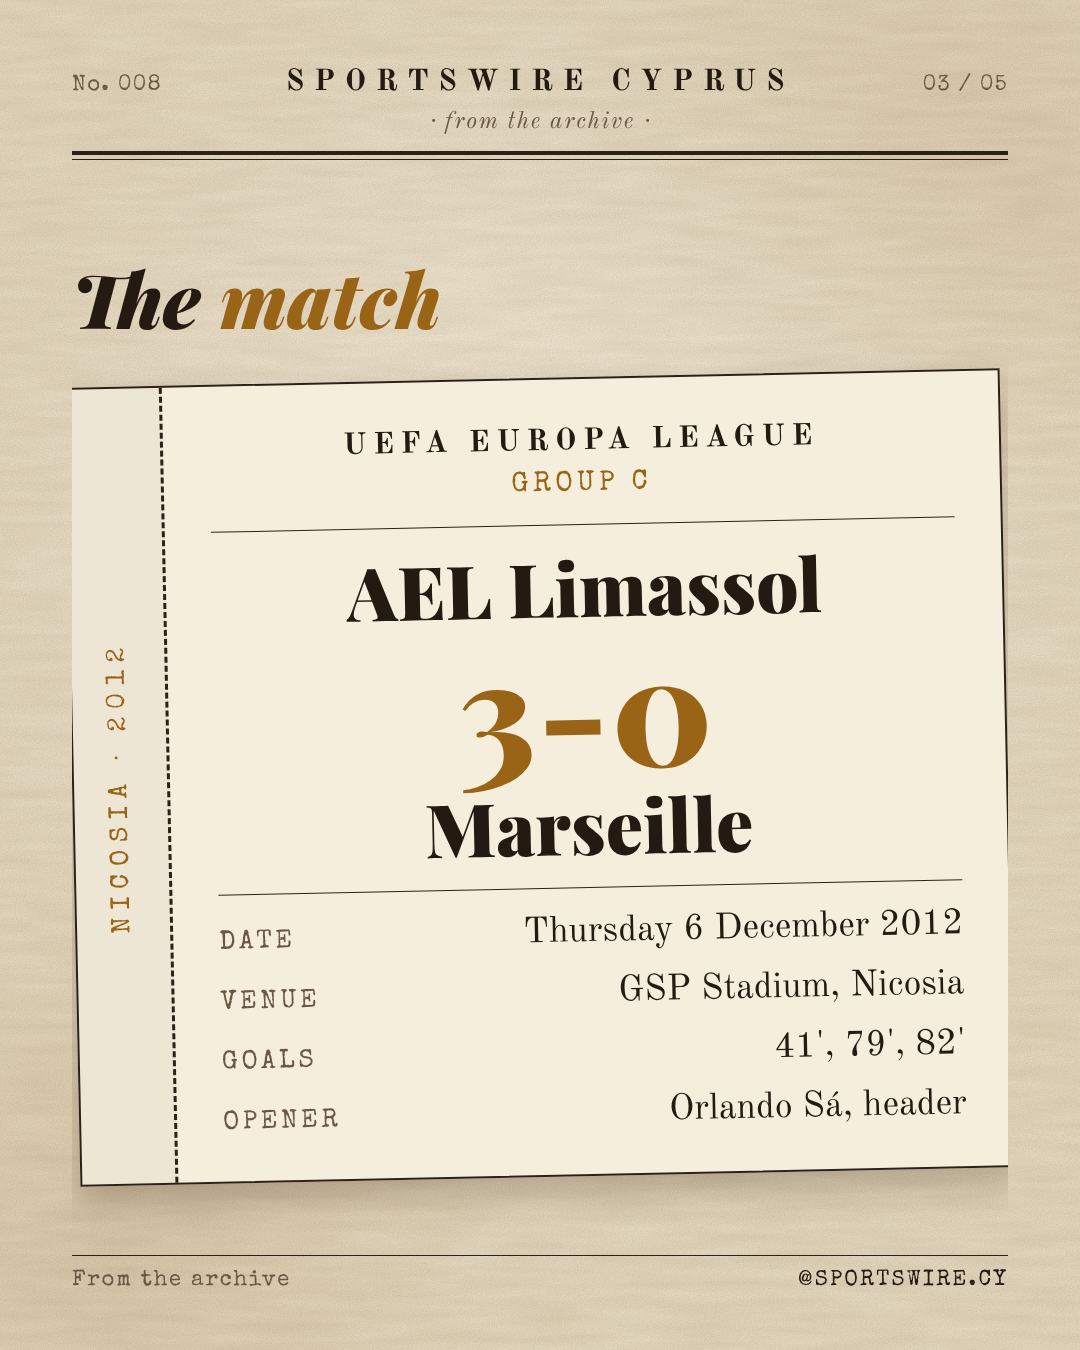 No. 008
SPORTSWIRE CYPRUS
03 / 05
· from the archive ·
The match
UEFA EUROPA LEAGUE
GROUP C
AEL Limassol
3-0
Marseille
NICOSIA · 2012
DATE Thursday 6 December 2012
VENUE GSP Stadium, Nicosia
GOALS 41', 79', 82'
OPENER Orlando Sá, header
From the archive
@SPORTSWIRE.CY